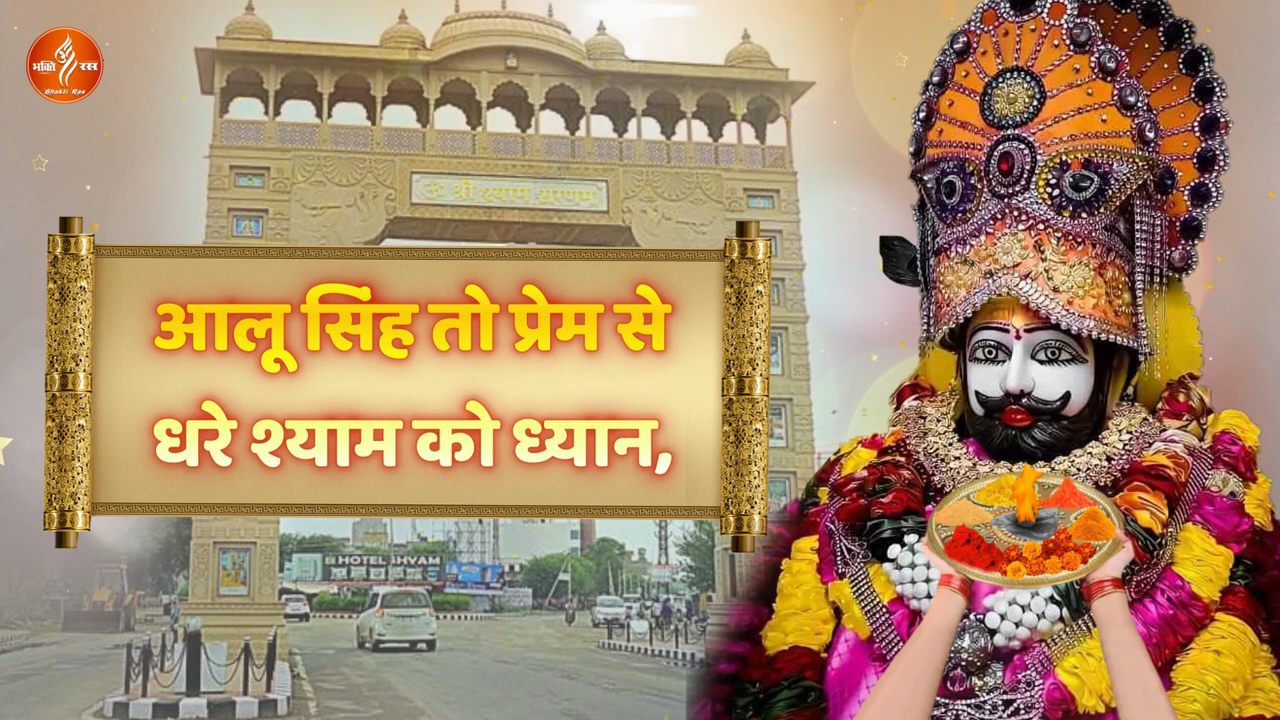 भक्ति रस
Bhakti Ras
ॐ श्री श्याम शरणम्
आलू सिंह तो प्रेम से
धरे श्याम को ध्यान,
HOTEL SHYAM